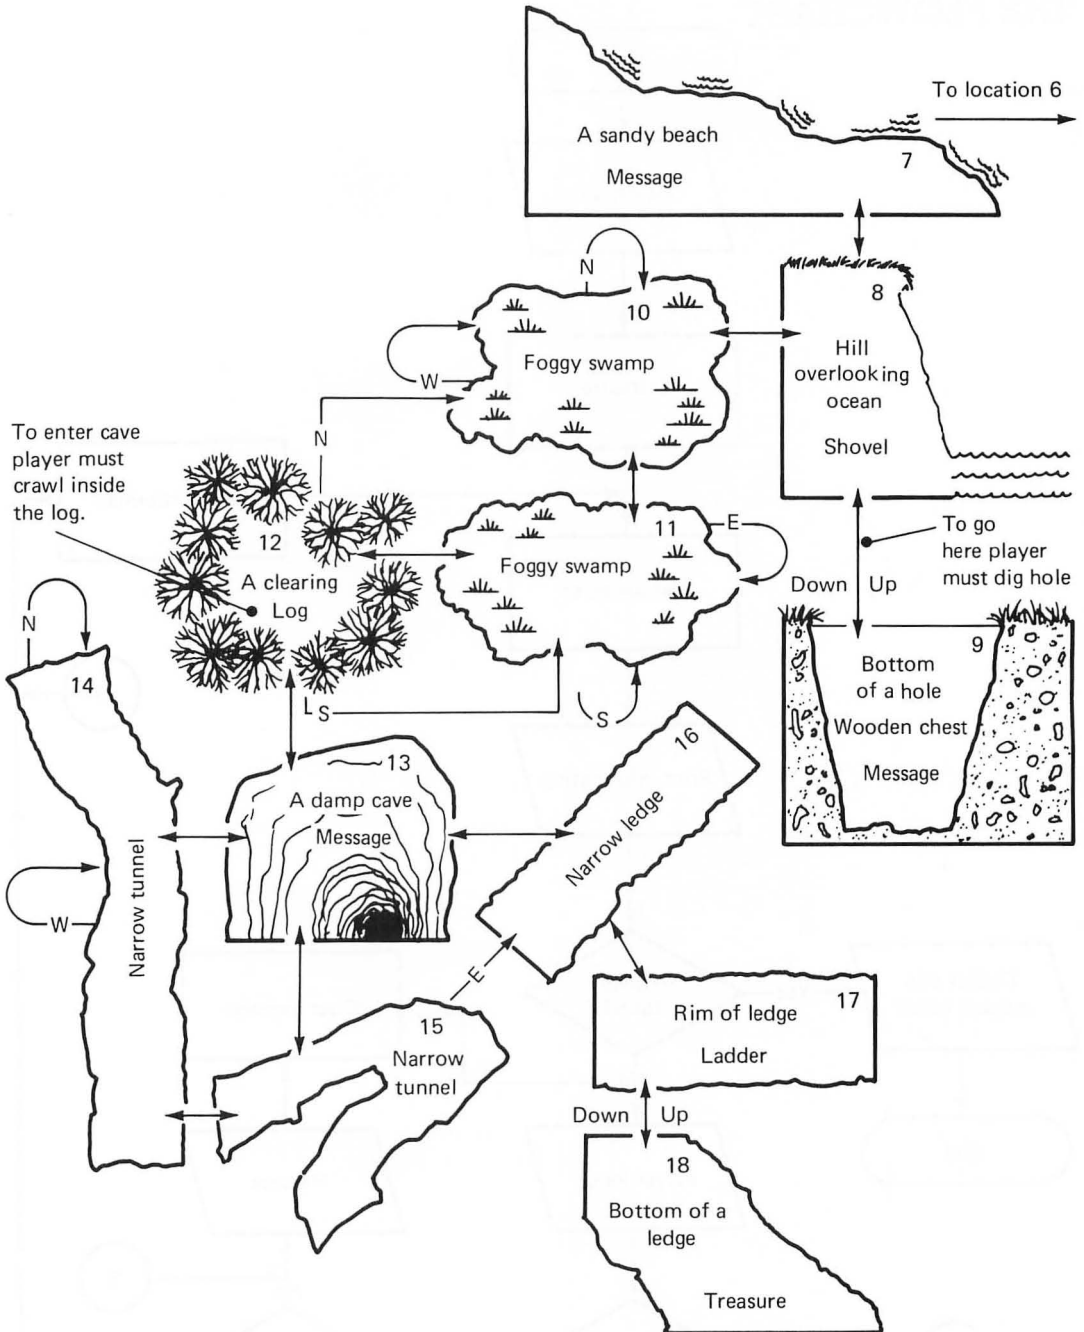 To location 6
A sandy beach
7
Message
N
8
10
Hill
overlooking
ocean
Foggy swamp
W
Shovel
To enter cave
player must
crawl inside
the log.
N
12
11
E
To go
here player
must dig hole
A clearing
Log
Foggy swamp
Down
Up
N
14
9
Bottom
of a hole
Wooden chest
Message
L S
S
13
A damp cave
Message
16
Narrow ledge
Narrow tunnel
W
E
15
Narrow
tunnel
17
Rim of ledge
Ladder
Down
Up
18
Bottom of a
ledge
Treasure